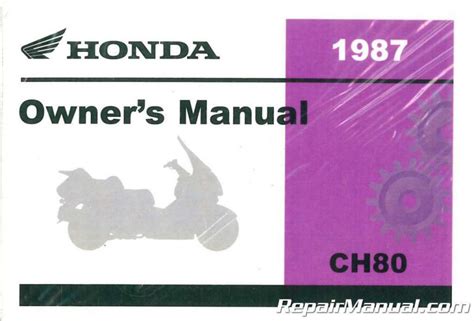 HONDA
1987
Owner's Manual
CH80
RepairManual.com